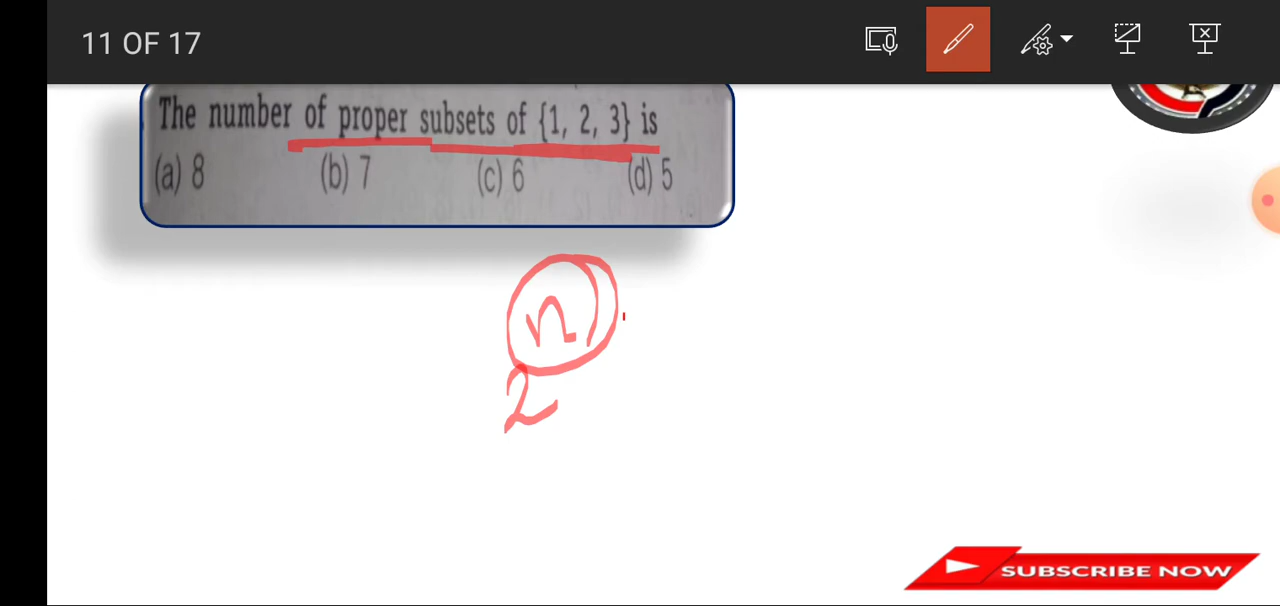 11 OF 17
The number of proper subsets of {1, 2, 3} is
(a) 8 (b) 7 (c) 6 (d) 5
n
2
SUBSCRIBE NOW